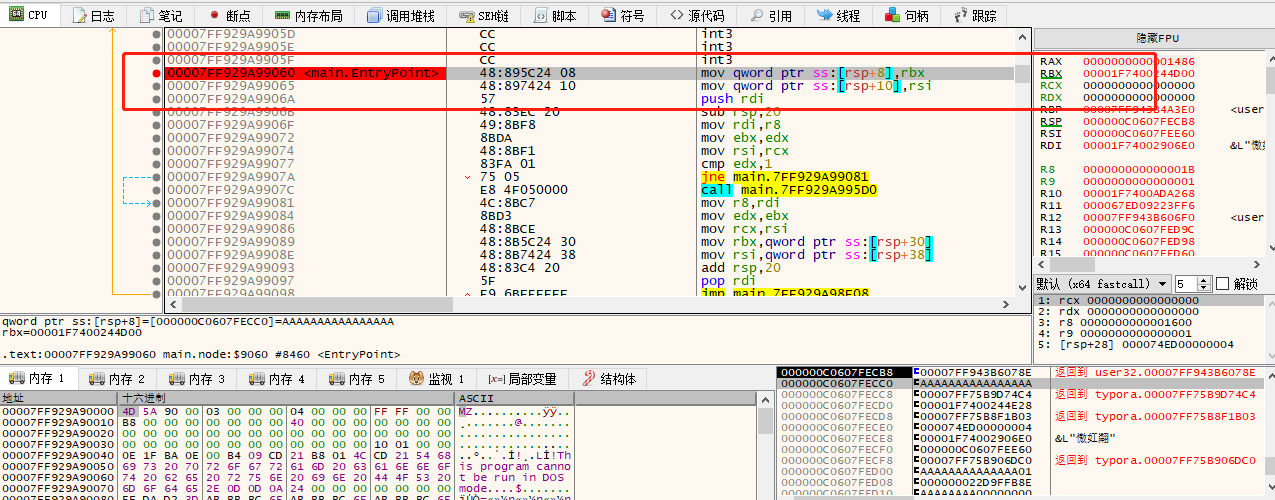 CPU 日志 笔记 断点 内存布局 调用堆栈 SEH链 脚本 符号 源代码 引用 线程 句柄 跟踪
00007FF929A9905D CC int3
00007FF929A9905E CC int3
00007FF929A9905F CC int3
00007FF929A99060 <main.EntryPoint> 48:895C24 08 mov qword ptr ss:[rsp+8],rbx
00007FF929A99065 48:897424 10 mov qword ptr ss:[rsp+10],rsi
00007FF929A9906A 57 push rdi
00007FF929A9906B 48:83EC 20 sub rsp,20
00007FF929A9906F 49:8BF8 mov rdi,r8
00007FF929A99072 8BDA mov ebx,edx
00007FF929A99074 48:8BF1 mov rsi,rcx
00007FF929A99077 83FA 01 cmp edx,1
00007FF929A9907A 75 05 jne main.7FF929A99081
00007FF929A9907C E8 4F050000 call main.7FF929A995D0
00007FF929A99081 4C:8BC7 mov r8,rdi
00007FF929A99084 8BD3 mov edx,ebx
00007FF929A99086 48:8BCE mov rcx,rsi
00007FF929A99089 48:8B5C24 30 mov rbx,qword ptr ss:[rsp+30]
00007FF929A9908E 48:8B7424 38 mov rsi,qword ptr ss:[rsp+38]
00007FF929A99093 48:83C4 20 add rsp,20
00007FF929A99097 5F pop rdi
00007FF929A99098 E9 6BFEFFFF jmp main.7FF929A98F08
隐藏FPU
RAX 0000000000001486
RBX 00001F7400244D00
RCX 0000000000000000
RDX 0000000000000000
RBP 00007FF943B4A3E0 <user
RSP 000000C0607FECB8
RSI 000000C0607FEE60
RDI 00001F74002906E0 &L"傲妅翿"
R8 000000000000001B
R9 0000000000000001
R10 00001F7400ADA268
R11 000067ED09223FF6
R12 00007FF943B606F0 <user
R13 000000C0607FED9C
R14 000000C0607FED98
R15 000000C0607FEE60
默认 (x64 fastcall) 5 解锁
1: rcx 0000000000000000
2: rdx 0000000000000000
3: r8 0000000000001600
4: r9 0000000000000001
5: [rsp+28] 000074ED00000004
qword ptr ss:[rsp+8]=[000000C0607FECC0]=AAAAAAAAAAAAAAAA
rbx=00001F7400244D00
.text:00007FF929A99060 main.node:$9060 #8460 <EntryPoint>
内存 1 内存 2 内存 3 内存 4 内存 5 监视 1 [x=] 局部变量 结构体
地址 十六进制 ASCII
00007FF929A90000 4D 5A 90 00 03 00 00 00 04 00 00 00 FF FF 00 00 MZ..........ÿÿ..
00007FF929A90010 B8 00 00 00 00 00 00 00 40 00 00 00 00 00 00 00 ........@.......
00007FF929A90020 00 00 00 00 00 00 00 00 00 00 00 00 00 00 00 00 ................
00007FF929A90030 00 00 00 00 00 00 00 00 00 00 00 00 10 01 00 00 ................
00007FF929A90040 0E 1F BA 0E 00 B4 09 CD 21 B8 01 4C CD 21 54 68 ..º..´.Í!¸.LÍ!Th
00007FF929A90050 69 73 20 70 72 6F 67 72 61 6D 20 63 61 6E 6E 6F is program canno
00007FF929A90060 74 20 62 65 20 72 75 6E 20 69 6E 20 44 4F 53 20 t be run in DOS
00007FF929A90070 6D 6F 64 65 2E 0D 0D 0A 24 00 00 00 00 00 00 00 mode....$.......
000000C0607FECB8 00007FF943B6078E 返回到 user32.00007FF943B6078E
000000C0607FECC0 AAAAAAAAAAAAAAAA
000000C0607FECC8 00007FF75B9D74C4 返回到 typora.00007FF75B9D74C4
000000C0607FECD0 00001F7400244E28
000000C0607FECD8 00007FF75B8F1B03 返回到 typora.00007FF75B8F1B03
000000C0607FECE0 000074ED00000004
000000C0607FECE8 00001F74002906E0 &L"傲妅翿"
000000C0607FECF0 000000C0607FEE60
000000C0607FECF8 00007FF75B906DC0 返回到 typora.00007FF75B906DC0
000000C0607FED00 AAAAAAAAAAAAAA01
000000C0607FED08 000000022D9FFB8E
000000C0607FED10 AAAAAAAA00000000